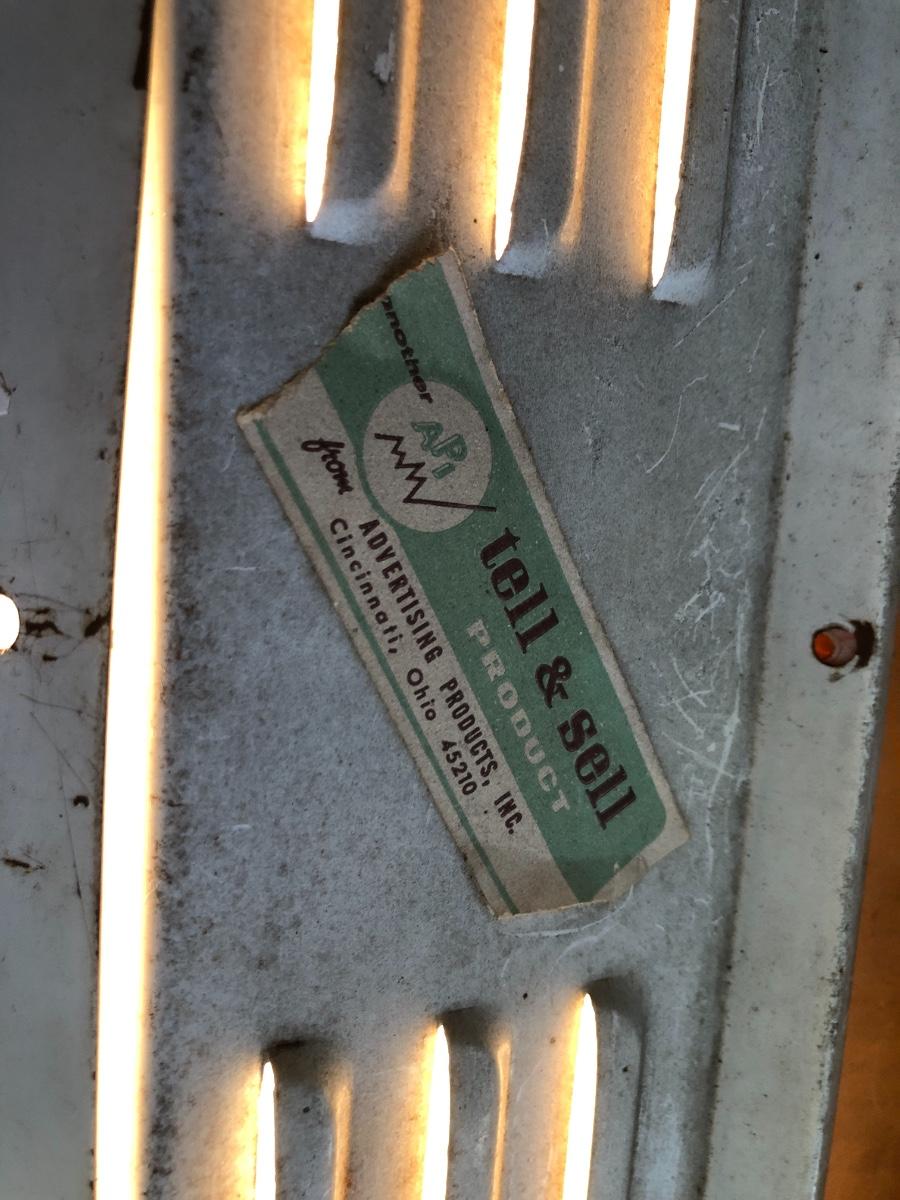 another
API
tell & sell
PRODUCT
from
ADVERTISING PRODUCTS, INC.
Cincinnati, Ohio 45210